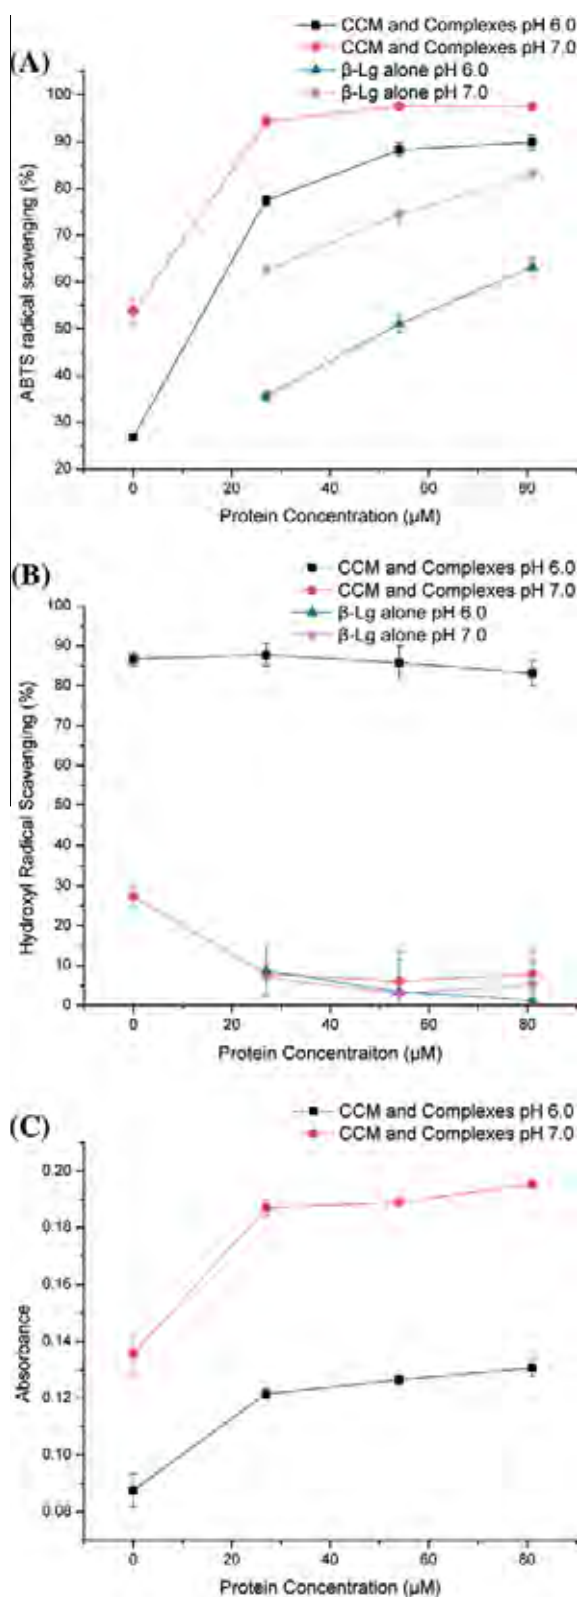 CCM and Complexes pH 6.0
CCM and Complexes pH 7.0
β-Lg alone pH 6.0
β-Lg alone pH 7.0
(A)
100
90
80
70
60
50
40
30
20
ABTS radical scavenging (%)
0 20 40 60 80
Protein Concentration (µM)
(B)
CCM and Complexes pH 6.0
CCM and Complexes pH 7.0
β-Lg alone pH 6.0
β-Lg alone pH 7.0
100
90
80
70
60
50
40
30
20
10
0
Hydroxyl Radical Scavenging (%)
0 20 40 60 80
Protein Concentraiton (µM)
(C)
CCM and Complexes pH 6.0
CCM and Complexes pH 7.0
0.20
0.18
0.16
0.14
0.12
0.10
0.08
Absorbance
0 20 40 60 80
Protein Concentration (µM)